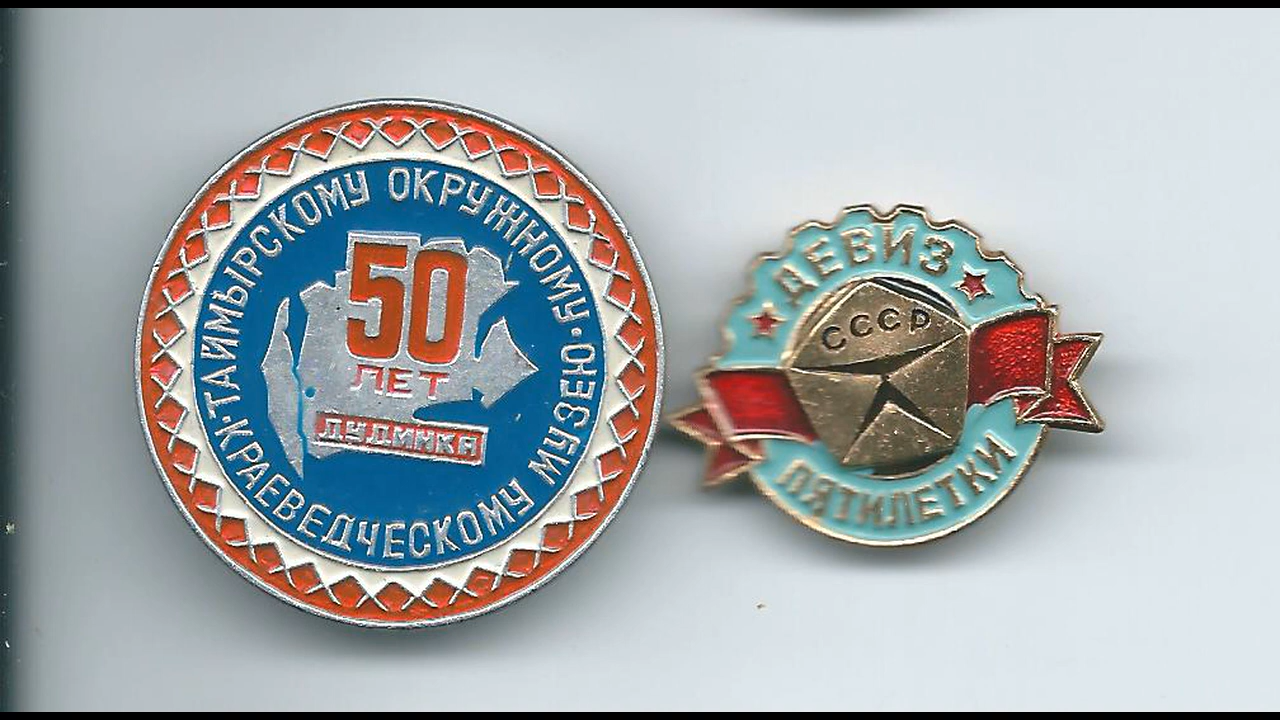 ТАЙМЫРСКОМУ ОКРУЖНОМУ
КРАЕВЕДЧЕСКОМУ МУЗЕЮ
50
ЛЕТ
ДУДИНКА
ДЕВИЗ
СССР
ПЯТИЛЕТКИ